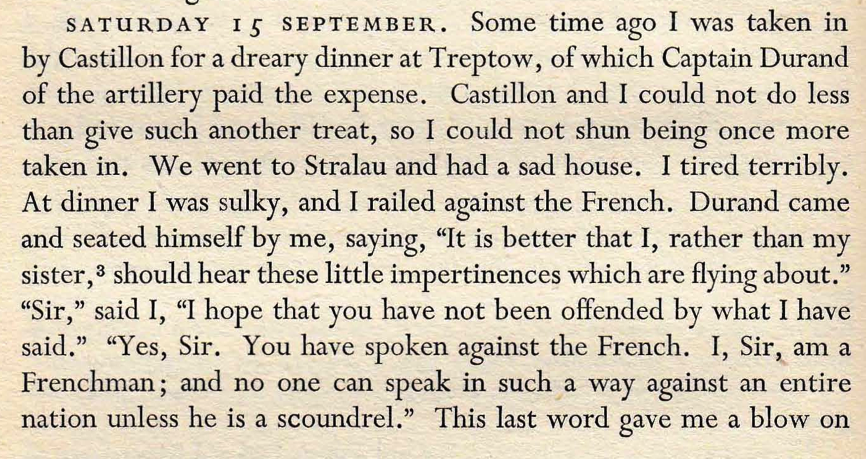 SATURDAY 15 SEPTEMBER. Some time ago I was taken in
by Castillon for a dreary dinner at Treptow, of which Captain Durand
of the artillery paid the expense. Castillon and I could not do less
than give such another treat, so I could not shun being once more
taken in. We went to Stralau and had a sad house. I tired terribly.
At dinner I was sulky, and I railed against the French. Durand came
and seated himself by me, saying, “It is better that I, rather than my
sister,³ should hear these little impertinences which are flying about.”
“Sir,” said I, “I hope that you have not been offended by what I have
said.” “Yes, Sir. You have spoken against the French. I, Sir, am a
Frenchman; and no one can speak in such a way against an entire
nation unless he is a scoundrel.” This last word gave me a blow on